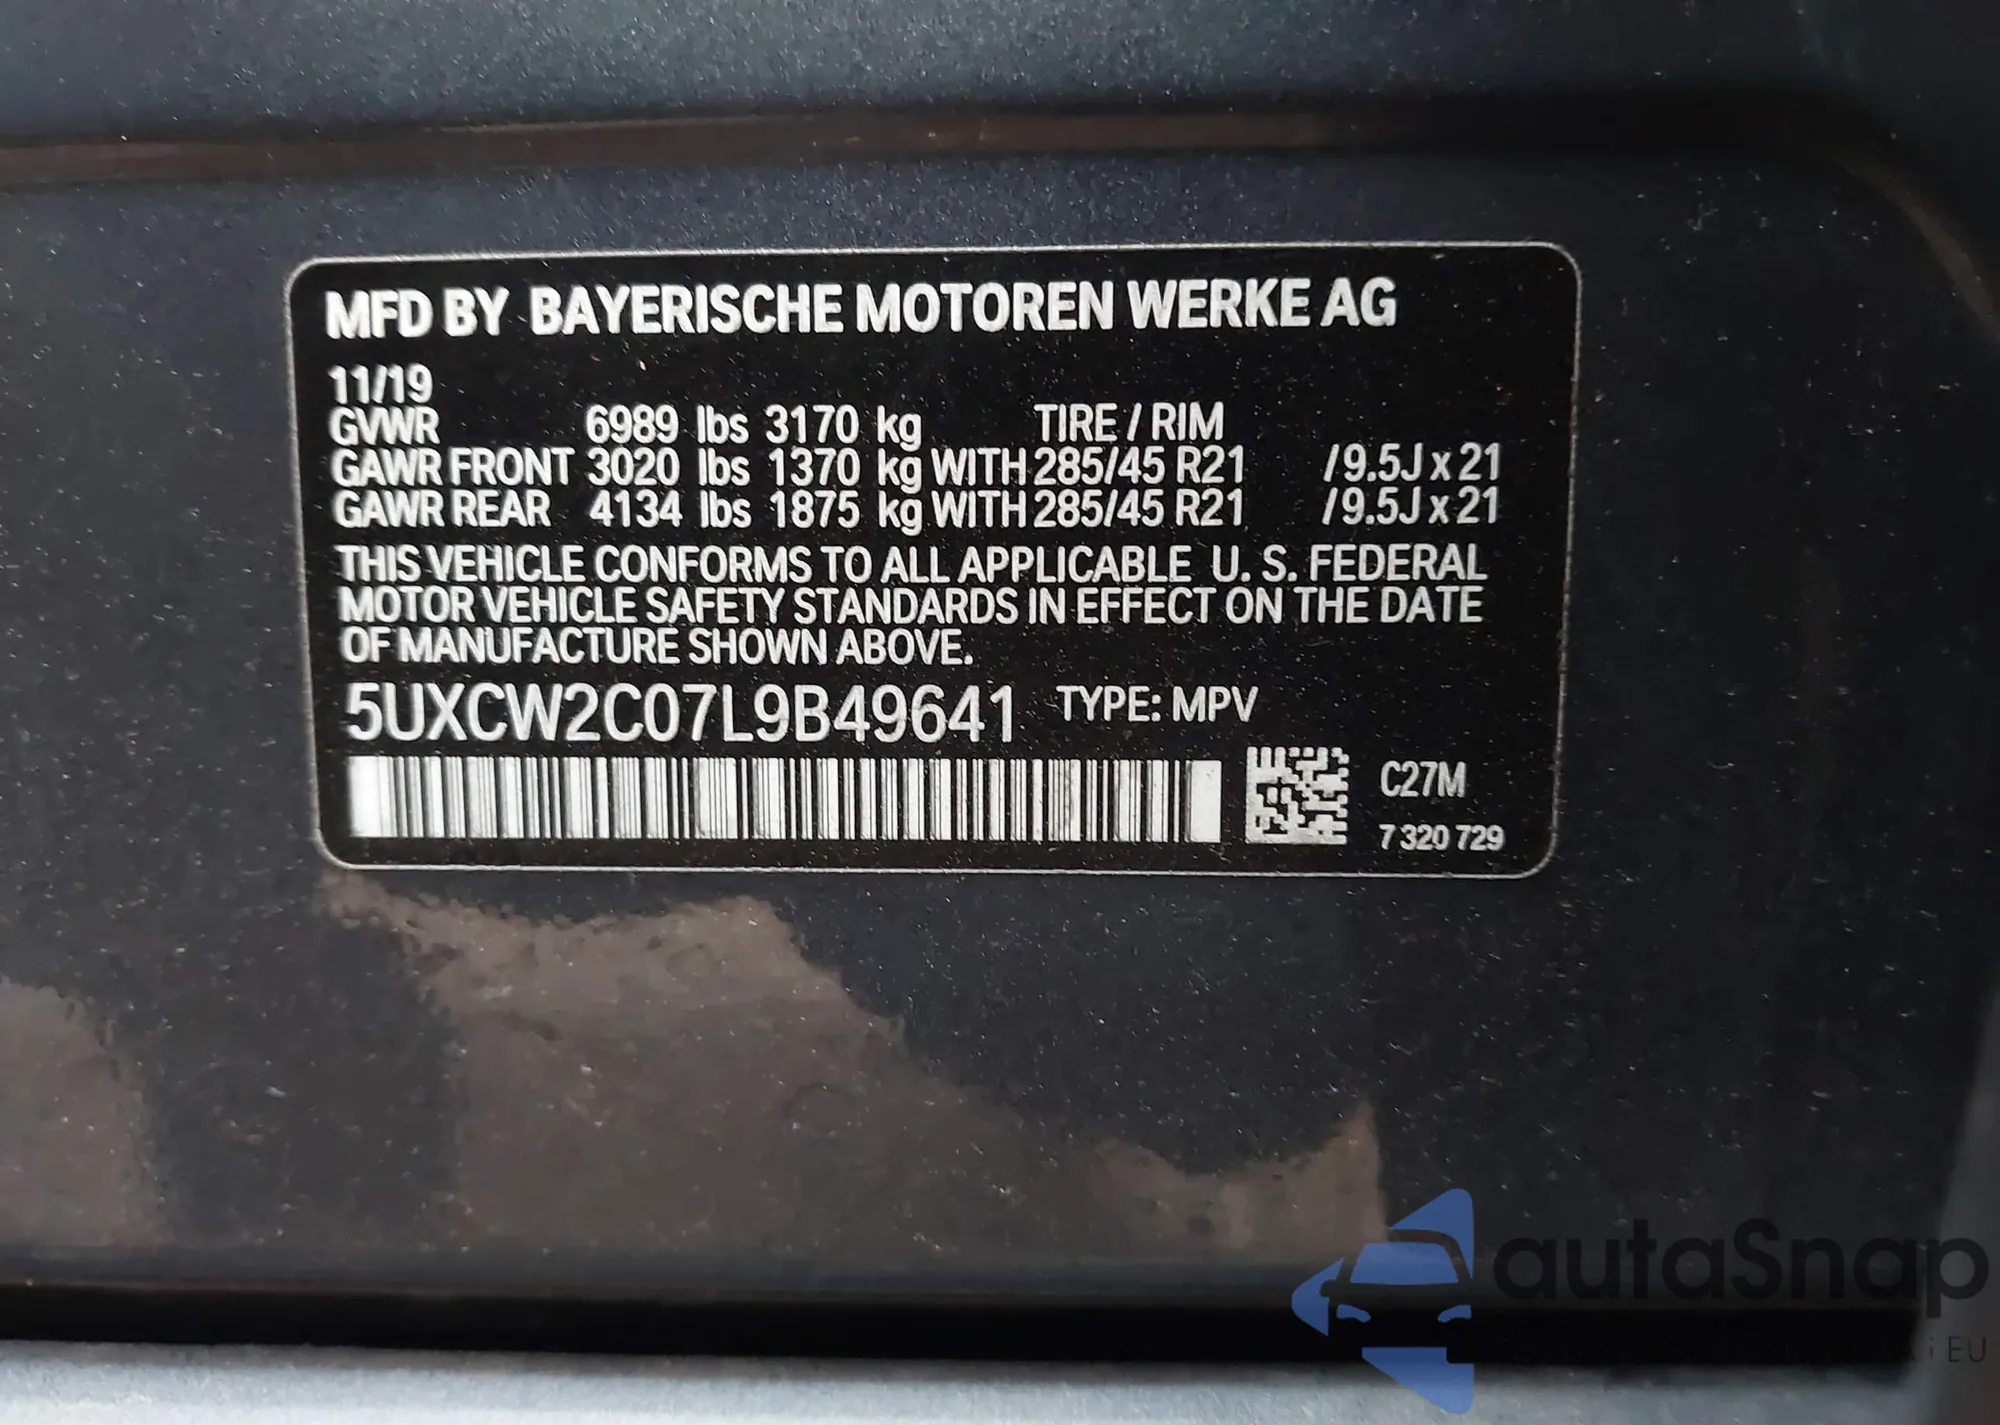 MFD BY BAYERISCHE MOTOREN WERKE AG
11/19
GVWR 6989 lbs 3170 kg TIRE / RIM
GAWR FRONT 3020 lbs 1370 kg WITH 285/45 R21 /9.5J x 21
GAWR REAR 4134 lbs 1875 kg WITH 285/45 R21 /9.5J x 21
THIS VEHICLE CONFORMS TO ALL APPLICABLE U. S. FEDERAL
MOTOR VEHICLE SAFETY STANDARDS IN EFFECT ON THE DATE
OF MANUFACTURE SHOWN ABOVE.
5UXCW2C07L9B49641 TYPE: MPV
C27M
7 320 729
autaSnap
i EU